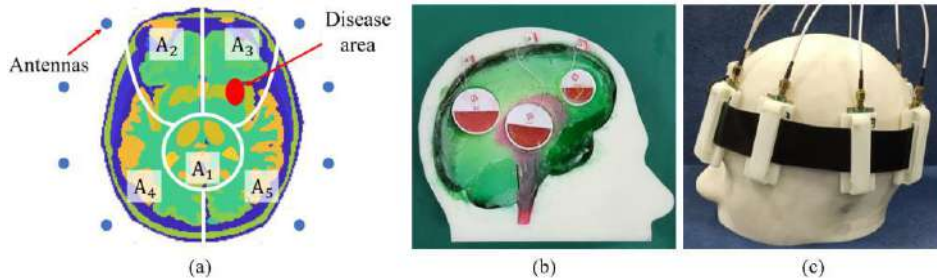 Antennas
Disease
area
A₂
A₃
A₁
A₄
A₅
(a)
(b)
(c)